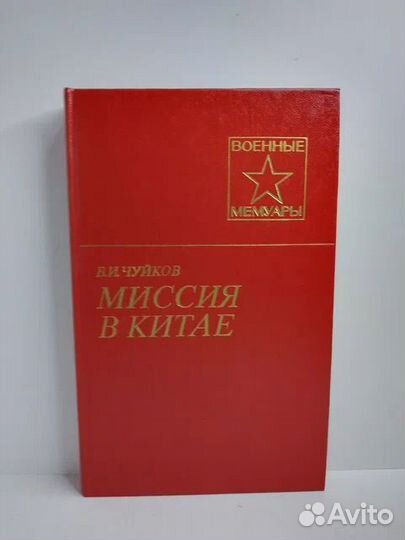 ВОЕННЫЕ
МЕМУАРЫ
В.И.ЧУЙКОВ
МИССИЯ
В КИТАЕ
Avito